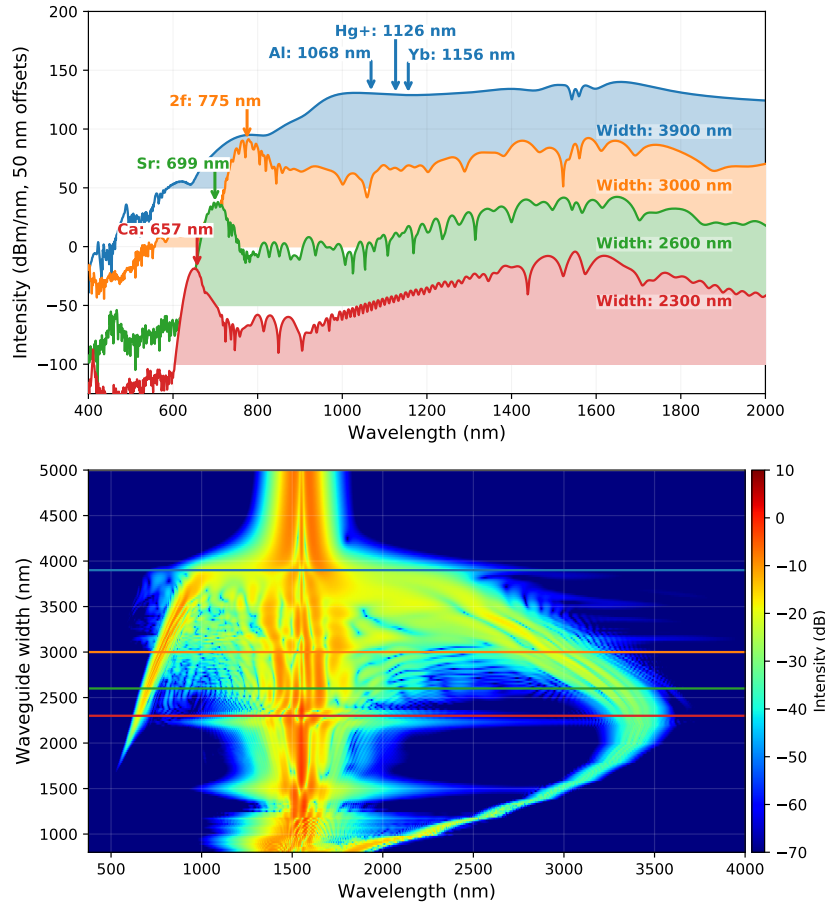 Intensity (dBm/nm, 50 nm offsets)
200
150
100
50
0
−50
−100
Hg+: 1126 nm
Al: 1068 nm
Yb: 1156 nm
2f: 775 nm
Sr: 699 nm
Ca: 657 nm
Width: 3900 nm
Width: 3000 nm
Width: 2600 nm
Width: 2300 nm
400 600 800 1000 1200 1400 1600 1800 2000
Wavelength (nm)
Waveguide width (nm)
5000
4500
4000
3500
3000
2500
2000
1500
1000
500 1000 1500 2000 2500 3000 3500 4000
Wavelength (nm)
10
0
−10
−20
−30
−40
−50
−60
−70
Intensity (dB)